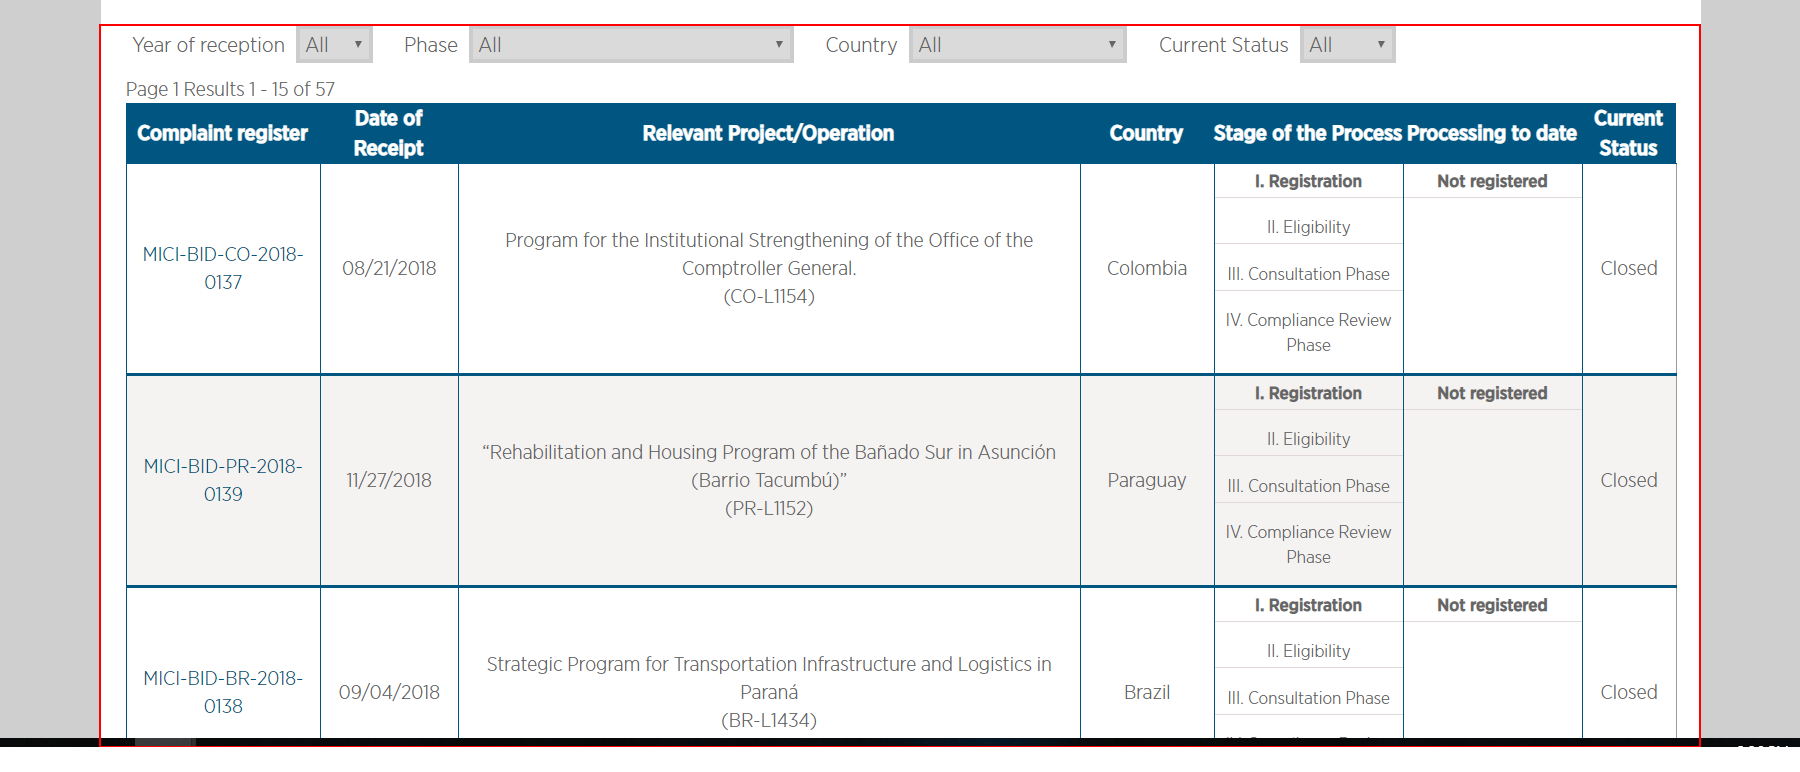 Year of reception All Phase All Country All Current Status All
Page 1 Results 1 - 15 of 57
Complaint register
Date of
Receipt
Relevant Project/Operation
Country
Stage of the Process Processing to date
Current
Status
MICI-BID-CO-2018-
0137
08/21/2018
Program for the Institutional Strengthening of the Office of the
Comptroller General.
(CO-L1154)
Colombia
I. Registration
II. Eligibility
III. Consultation Phase
IV. Compliance Review
Phase
Not registered
Closed
MICI-BID-PR-2018-
0139
11/27/2018
“Rehabilitation and Housing Program of the Bañado Sur in Asunción
(Barrio Tacumbú)”
(PR-L1152)
Paraguay
I. Registration
II. Eligibility
III. Consultation Phase
IV. Compliance Review
Phase
Not registered
Closed
MICI-BID-BR-2018-
0138
09/04/2018
Strategic Program for Transportation Infrastructure and Logistics in
Paraná
(BR-L1434)
Brazil
I. Registration
II. Eligibility
III. Consultation Phase
Not registered
Closed